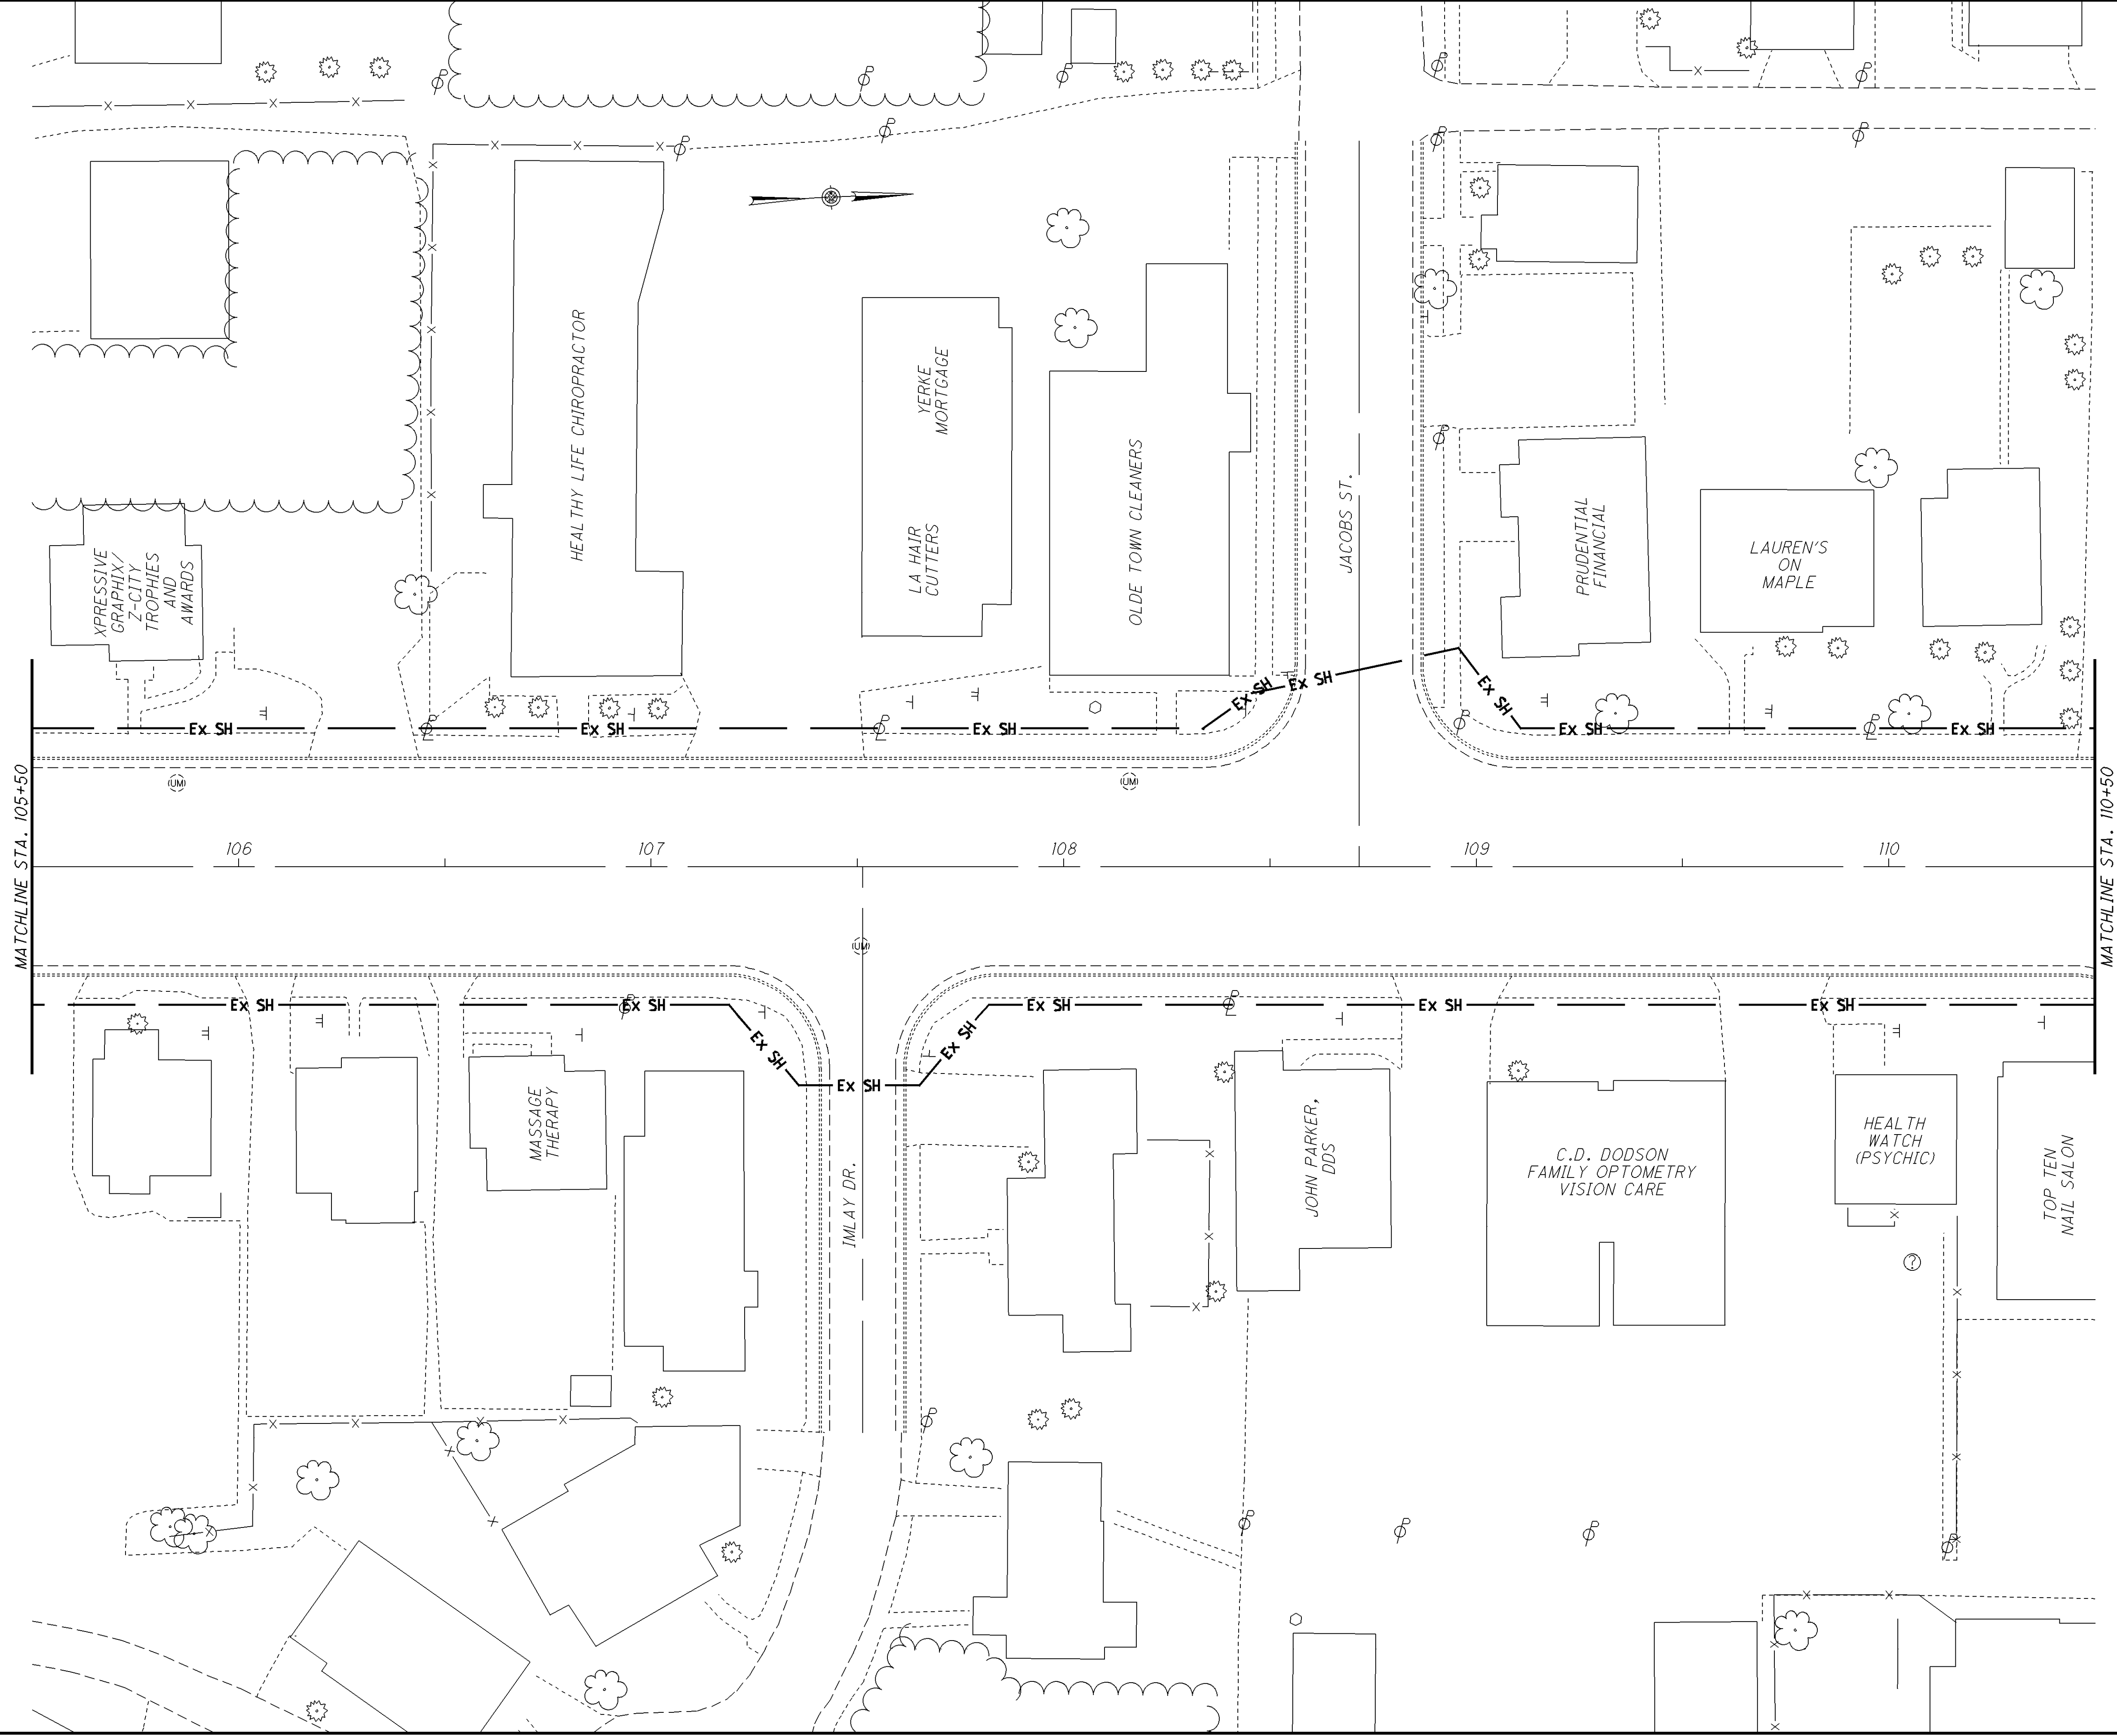 XPRESSIVE
GRAPHIX/
Z-CITY
TROPHIES
AND
AWARDS
HEALTHY LIFE CHIROPRACTOR
YERKE
MORTGAGE
LA HAIR
CUTTERS
OLDE TOWN CLEANERS
JACOBS ST.
PRUDENTIAL
FINANCIAL
LAUREN'S
ON
MAPLE
Ex SH
Ex SH
Ex SH
Ex SH
Ex SH
Ex SH
Ex SH
Ex SH
(UM)
(UM)
MATCHLINE STA. 105+50
106
107
108
109
110
MATCHLINE STA. 110+50
(UM)
Ex SH
Ex SH
Ex SH
Ex SH
Ex SH
Ex SH
Ex SH
Ex SH
MASSAGE
THERAPY
IMLAY DR.
JOHN PARKER,
DDS
C.D. DODSON
FAMILY OPTOMETRY
VISION CARE
HEALTH
WATCH
(PSYCHIC)
TOP TEN
NAIL SALON
?